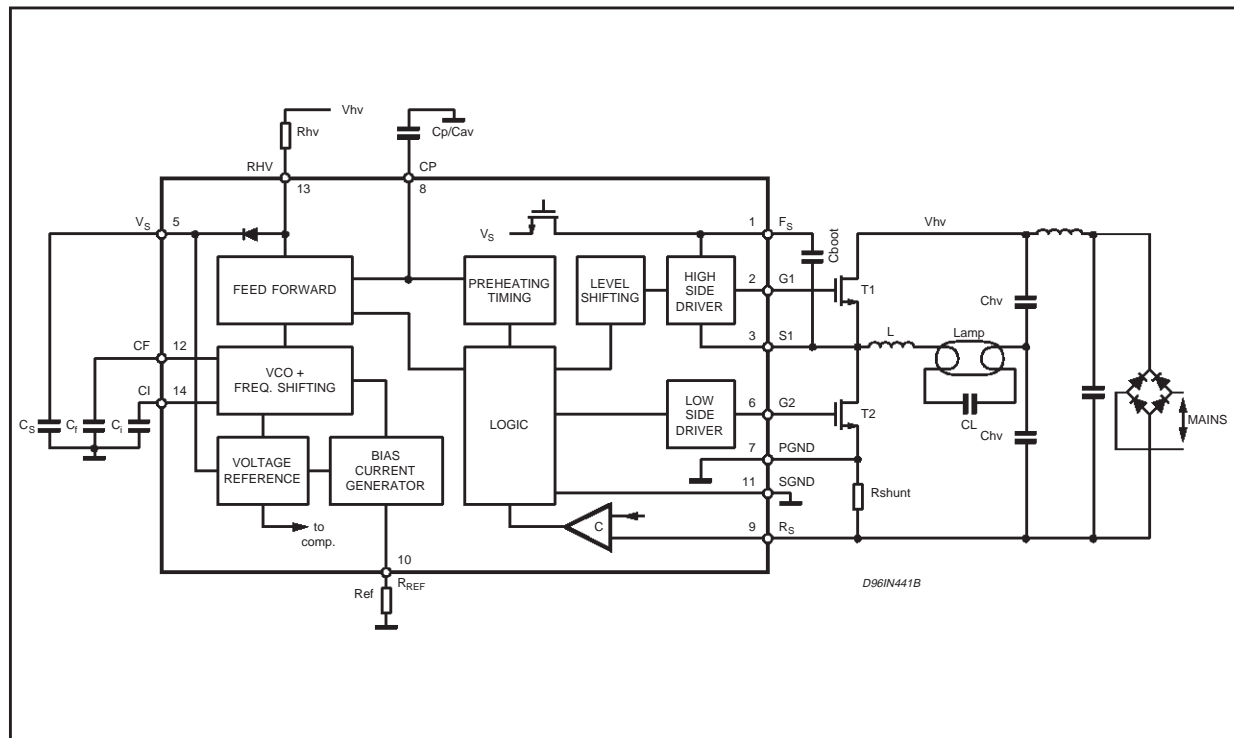 Vhv
Rhv
Cp/Cav
RHV
CP
13
8
VS
5
VS
1
FS
Cboot
Vhv
FEED FORWARD
PREHEATING
TIMING
LEVEL
SHIFTING
HIGH
SIDE
DRIVER
2
G1
T1
Chv
3
S1
L
Lamp
CF
12
VCO +
FREQ. SHIFTING
CI
14
LOGIC
LOW
SIDE
DRIVER
6
G2
T2
CL
Chv
MAINS
CS
Cf
Ci
VOLTAGE
REFERENCE
BIAS
CURRENT
GENERATOR
7
PGND
11
SGND
Rshunt
to
comp.
C
9
RS
10
RREF
Ref
D96IN441B